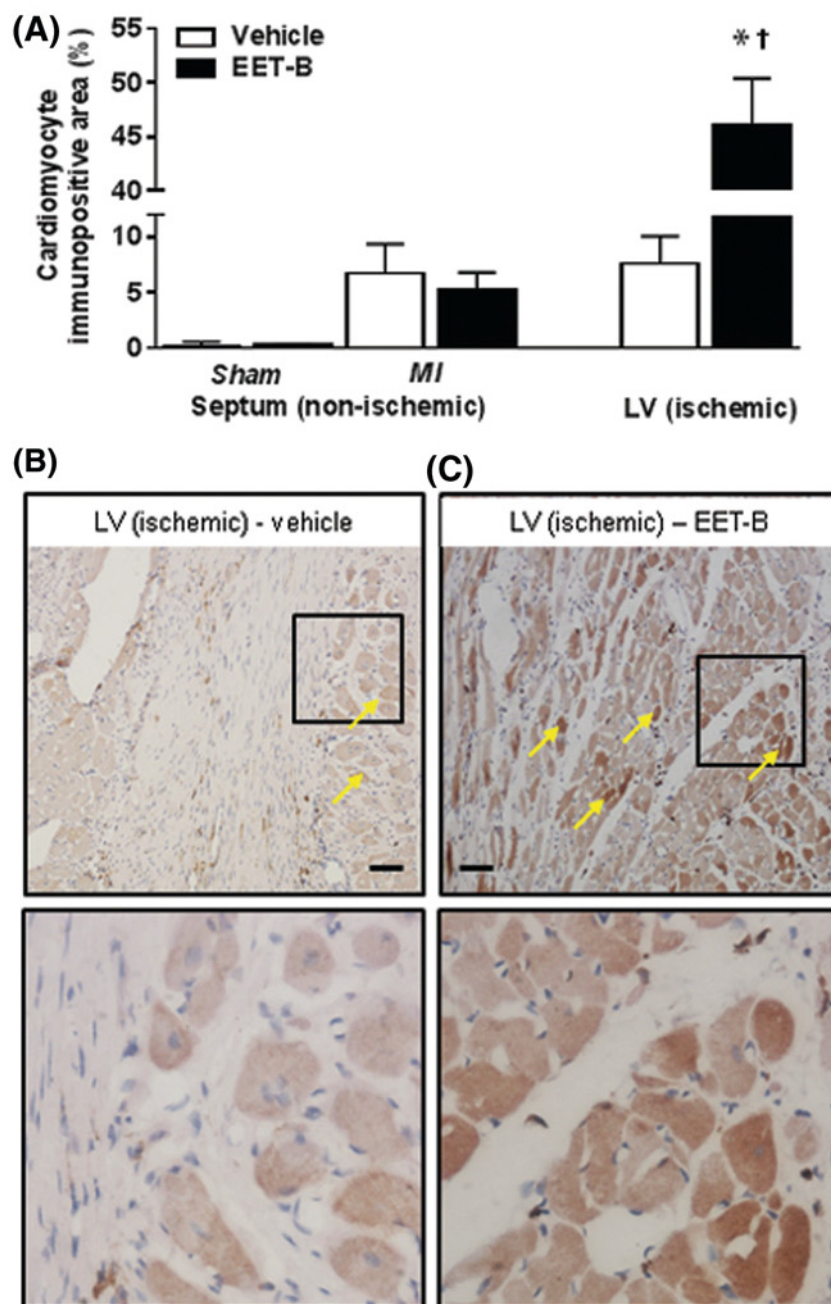 (A)
Cardiomyocyte
immunopositive area (%)
55
50
45
40
10
5
0
Vehicle
EET-B
*†
Sham MI
Septum (non-ischemic) LV (ischemic)
(B) (C)
LV (ischemic) - vehicle LV (ischemic) – EET-B